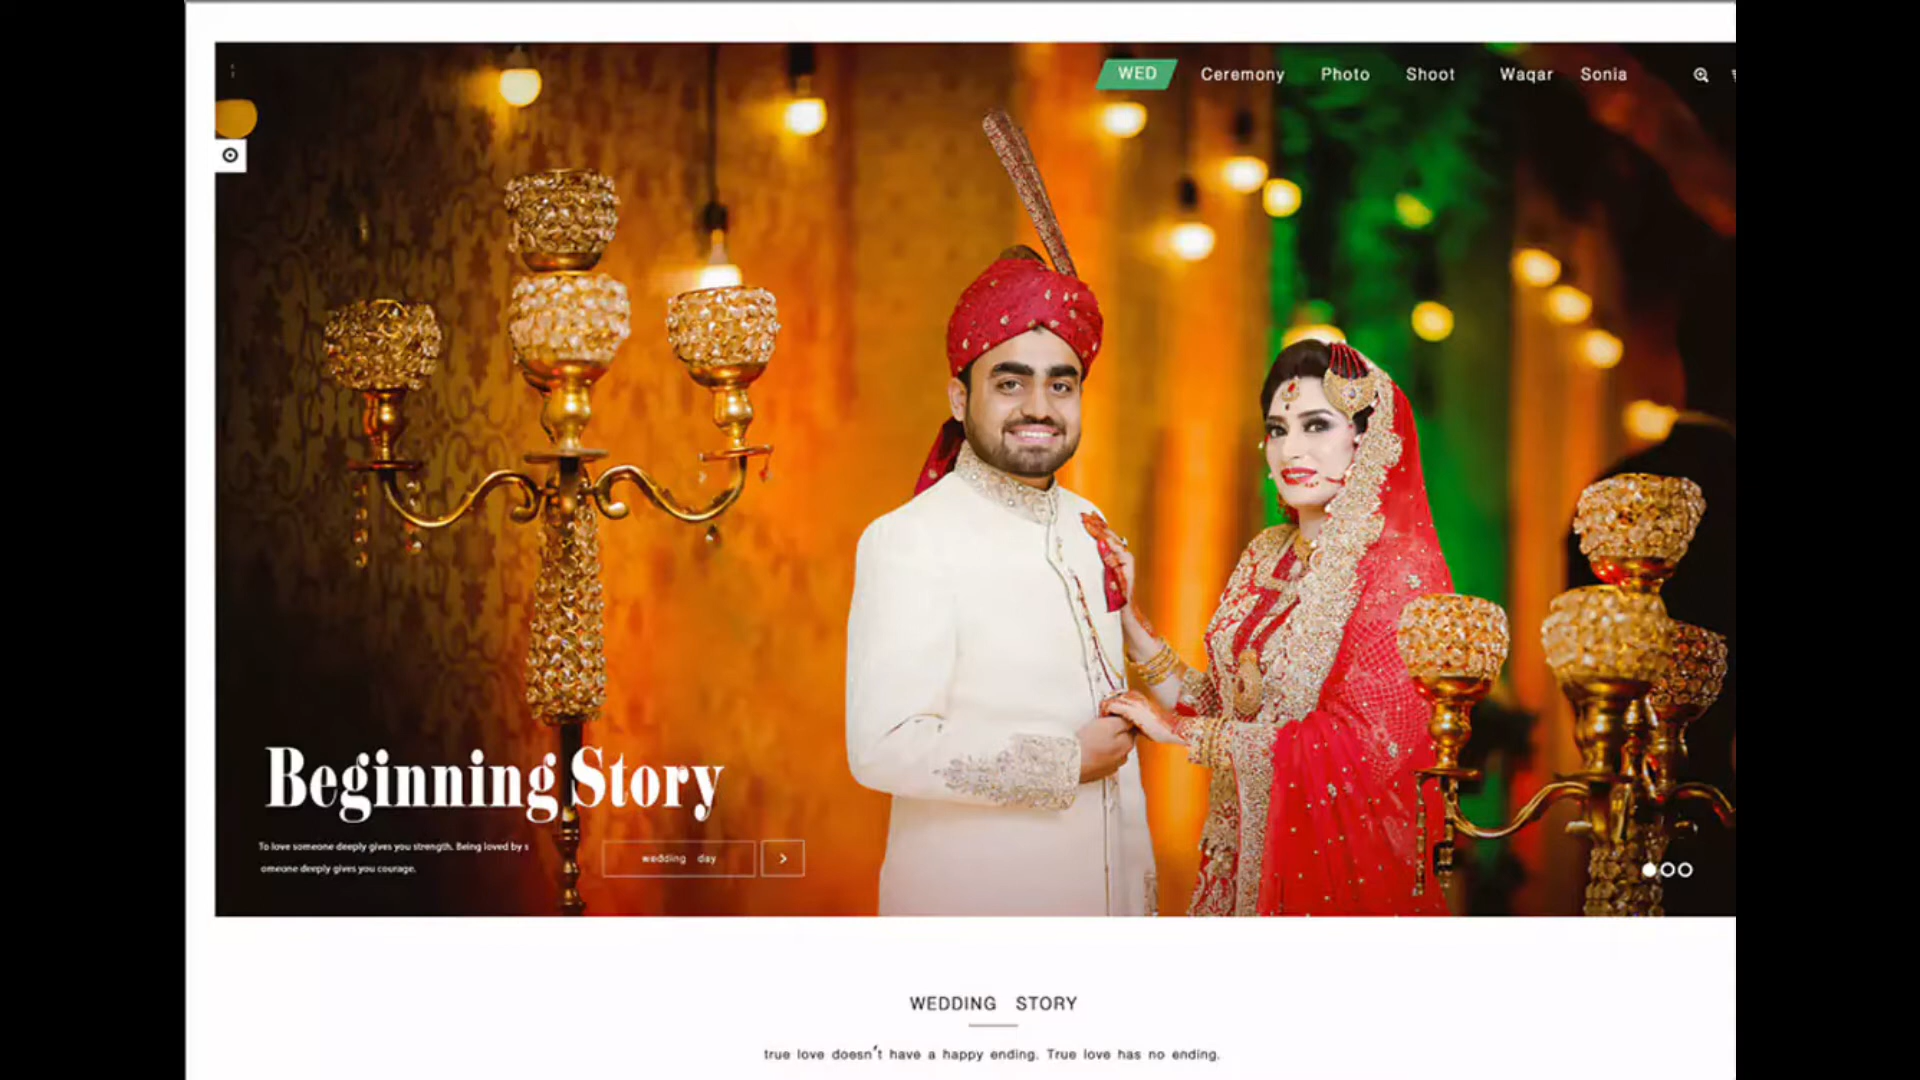 WED Ceremony Photo Shoot Waqar Sonia
Beginning Story
To love someone deeply gives you strength. Being loved by s
omeone deeply gives you courage.
wedding day
WEDDING STORY
true love doesn't have a happy ending. True love has no ending.